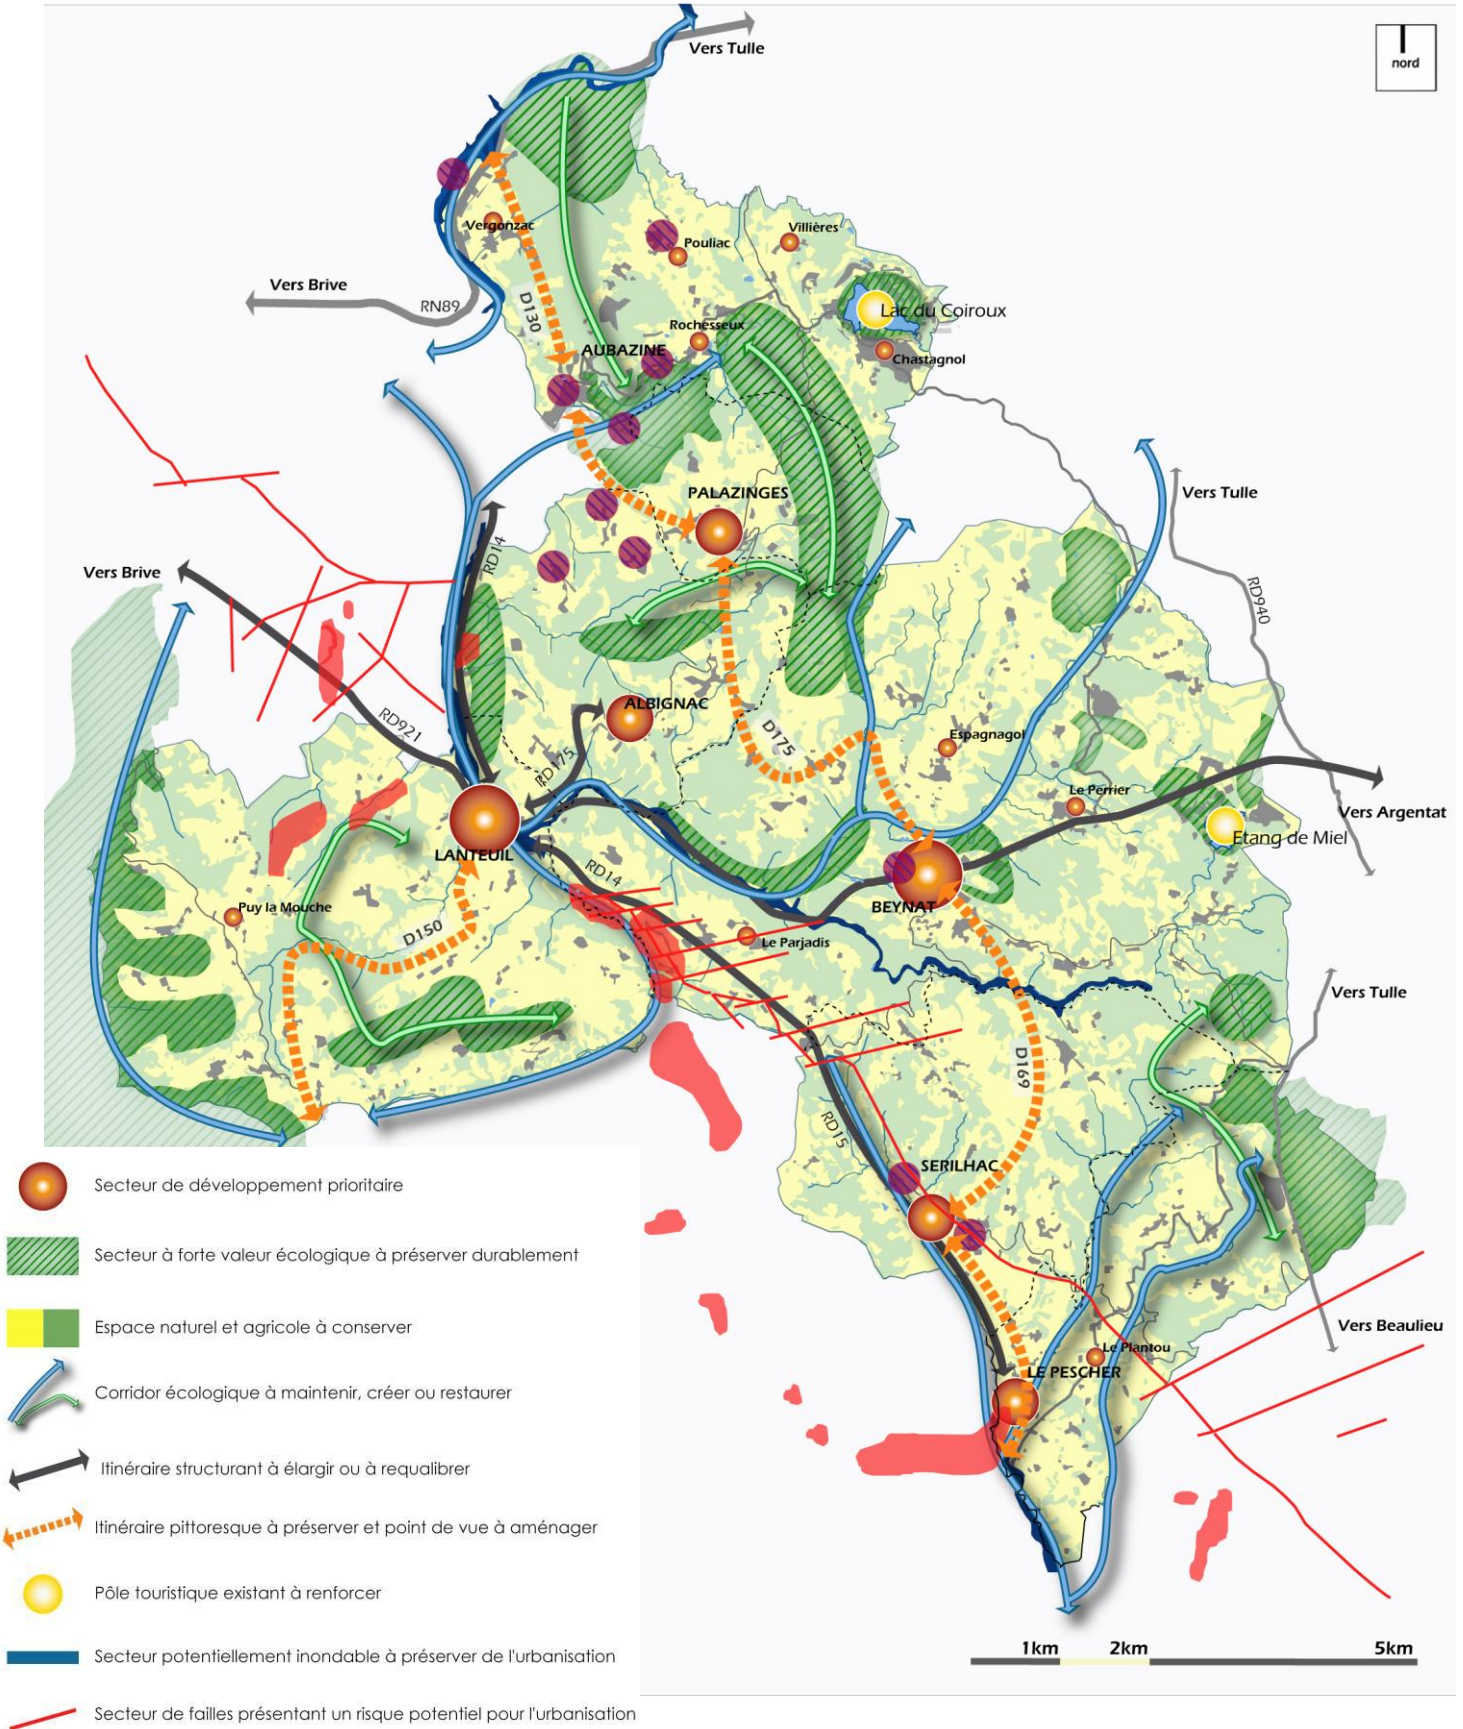 Vers Tulle
nord
Vergonzac
Pouliac
Villières
Vers Brive
RN89
D130
Lac du Coiroux
Rochesseux
AUBAZINE
Chastagnol
PALAZINGES
Vers Tulle
RD14
Vers Brive
RD940
ALBIGNAC
RD921
D175
Espagnagol
RD175
Le Perrier
Vers Argentat
Etang de Miel
LANTEUIL
RD14
BEYNAT
Puy la Mouche
D150
Le Parjadis
Vers Tulle
D169
RD15
SERILHAC
Vers Beaulieu
Le Plantou
LE PESCHER
Secteur de développement prioritaire
Secteur à forte valeur écologique à préserver durablement
Espace naturel et agricole à conserver
Corridor écologique à maintenir, créer ou restaurer
Itinéraire structurant à élargir ou à requalibrer
Itinéraire pittoresque à préserver et point de vue à aménager
Pôle touristique existant à renforcer
Secteur potentiellement inondable à préserver de l'urbanisation
Secteur de failles présentant un risque potentiel pour l'urbanisation
1km 2km 5km